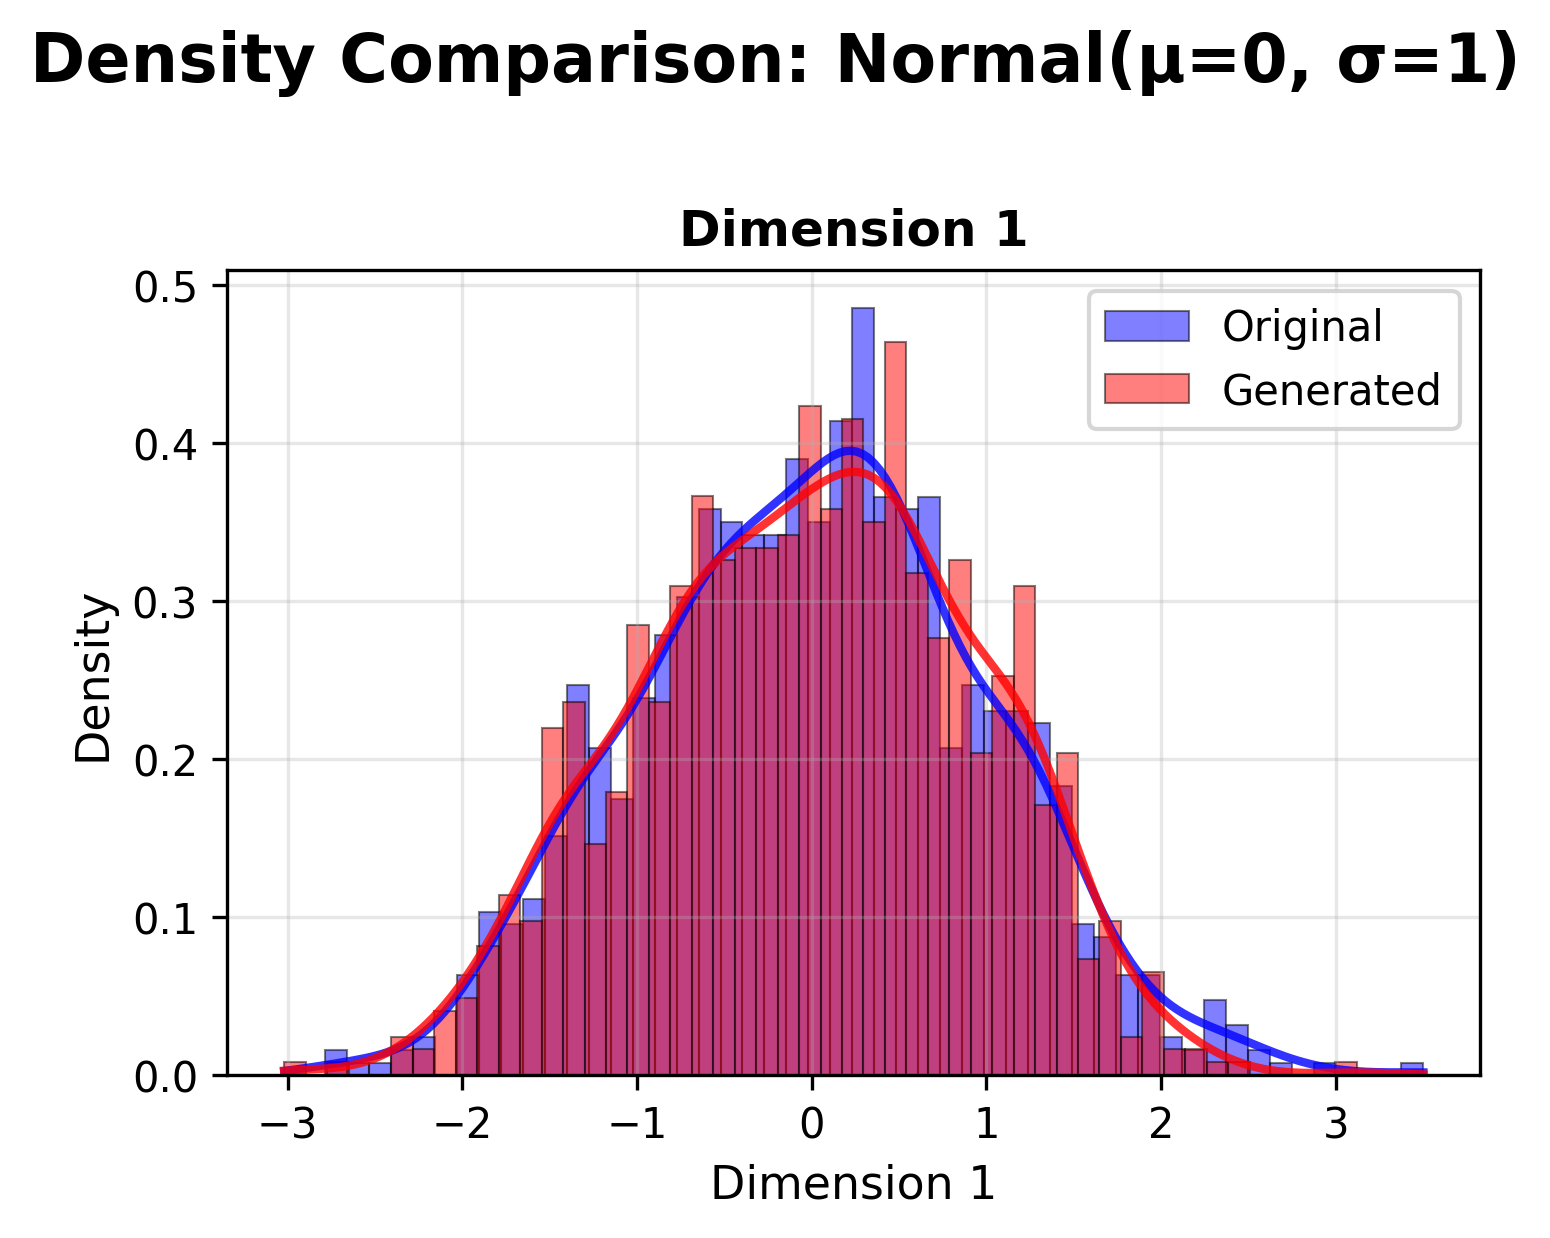 Density Comparison: Normal(μ=0, σ=1)
Dimension 1
Original
Generated
Density
0.5
0.4
0.3
0.2
0.1
0.0
−3 −2 −1 0 1 2 3
Dimension 1